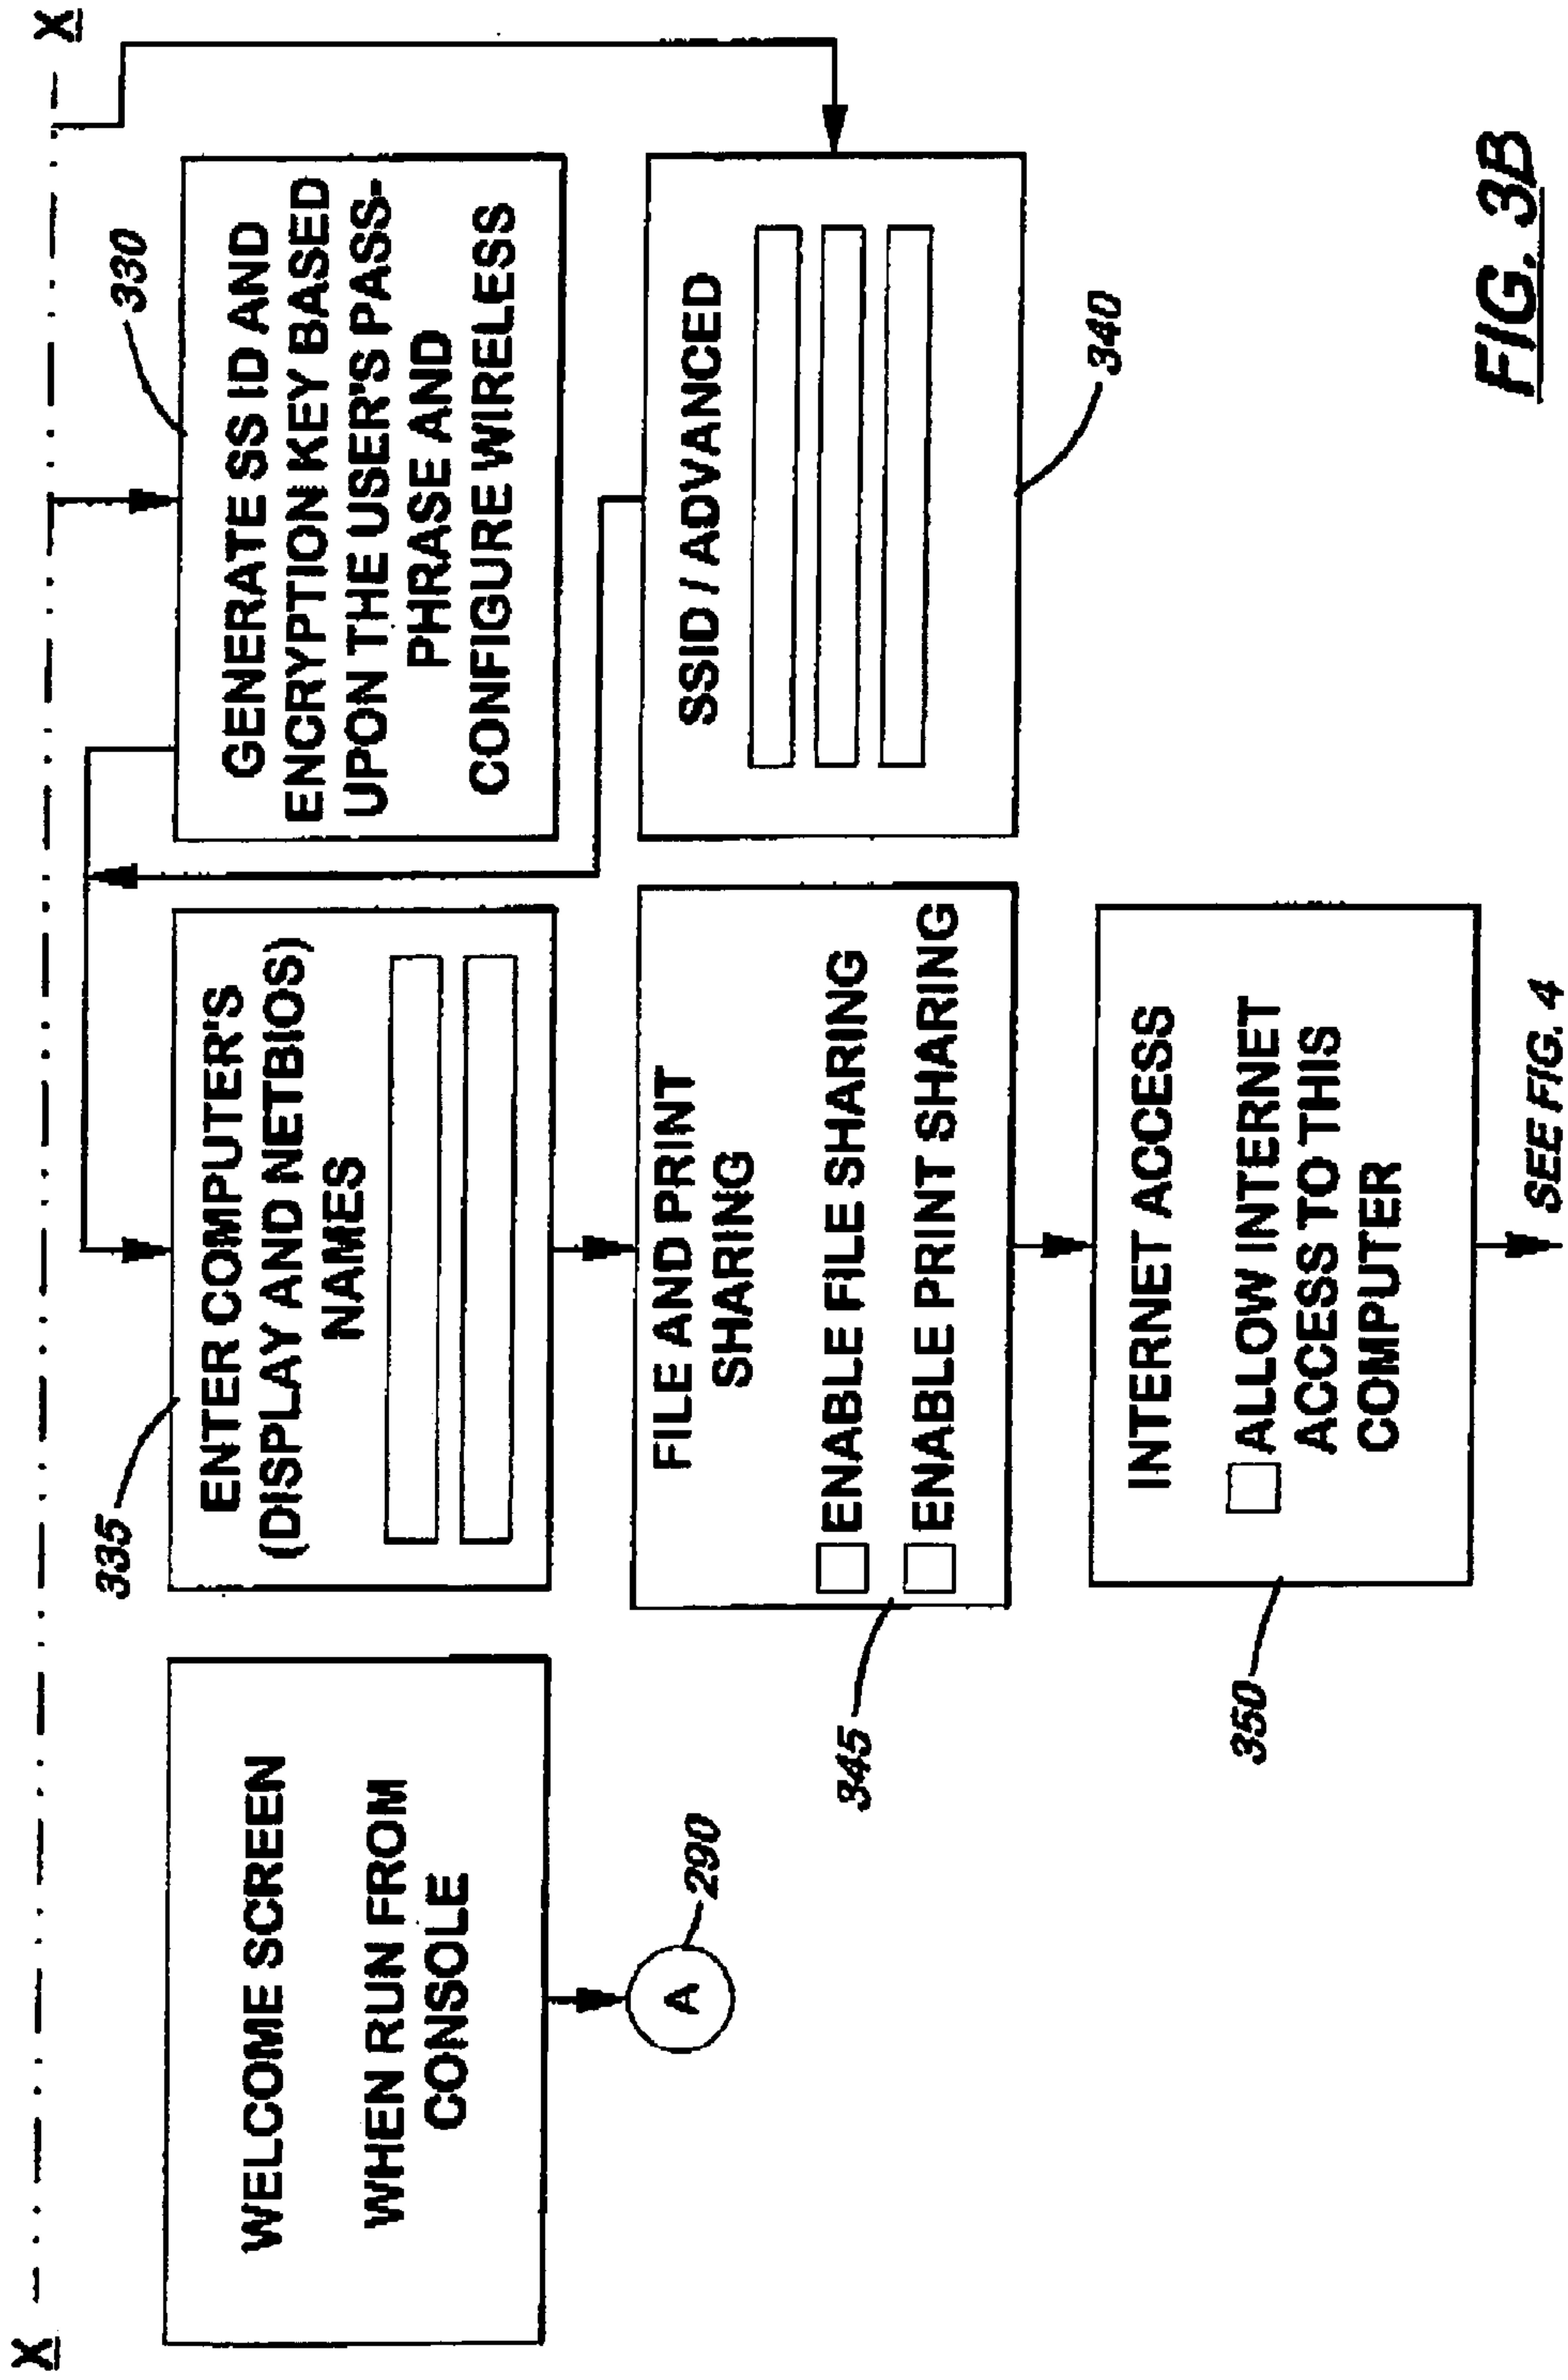 X
X
WELCOME SCREEN
WHEN RUN FROM
CONSOLE
A
290
335
ENTER COMPUTER'S
(DISPLAY AND NETBIOS)
NAMES
FILE AND PRINT
SHARING
ENABLE FILE SHARING
ENABLE PRINT SHARING
345
INTERNET ACCESS
ALLOW INTERNET
ACCESS TO THIS
COMPUTER
350
SEE FIG. 4
330
GENERATE SS ID AND
ENCRYPTION KEY BASED
UPON THE USER'S PASS-
PHRASE AND
CONFIGURE WIRELESS
SSID / ADVANCED
340
FIG. 3B